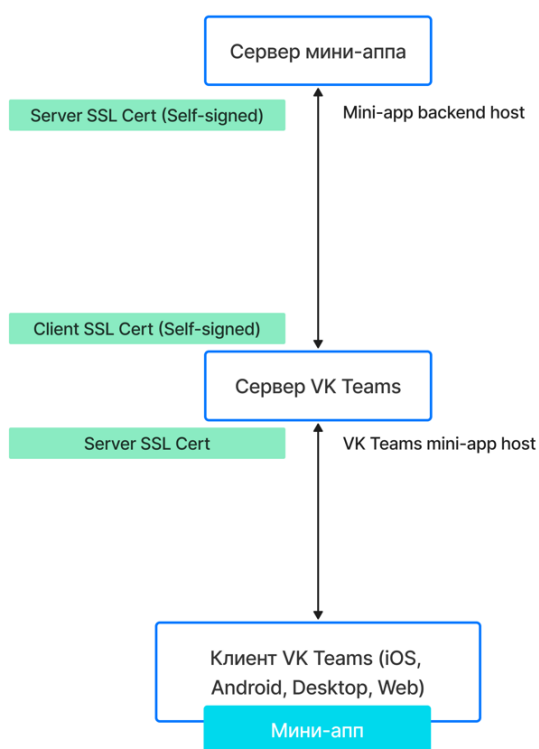 Сервер мини-аппа
Server SSL Cert (Self-signed)
Mini-app backend host
Client SSL Cert (Self-signed)
Сервер VK Teams
Server SSL Cert
VK Teams mini-app host
Клиент VK Teams (iOS,
Android, Desktop, Web)
Мини-апп